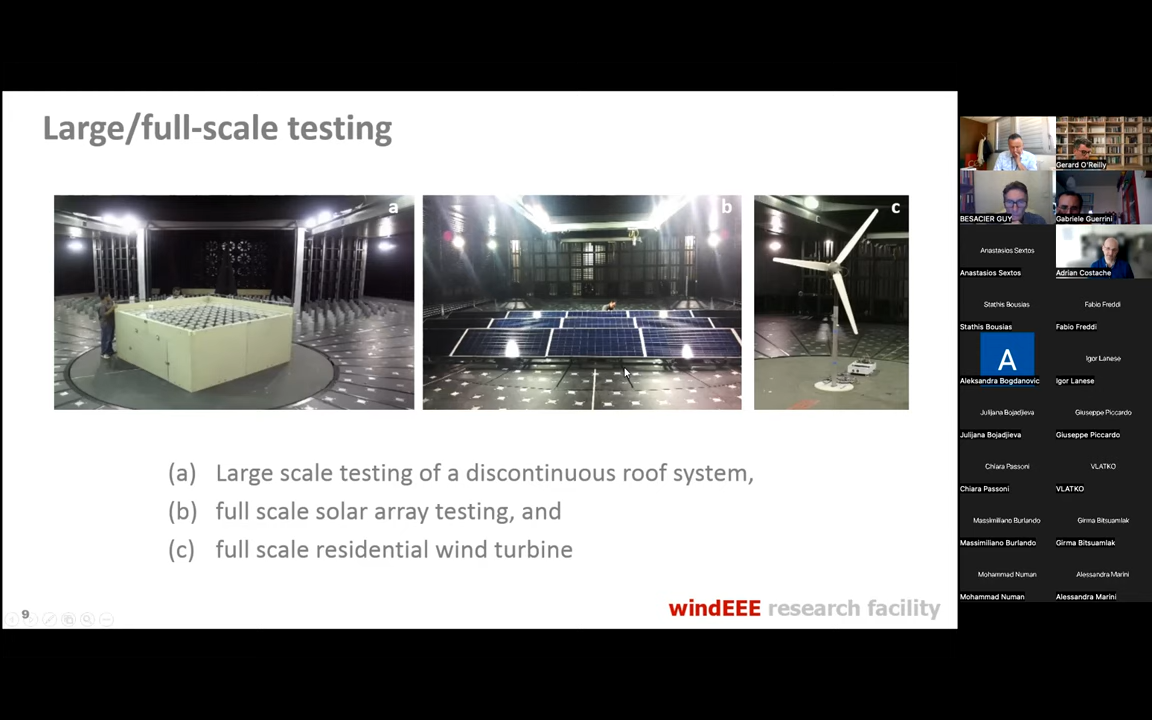 Large/full-scale testing
a
b
c
(a) Large scale testing of a discontinuous roof system,
(b) full scale solar array testing, and
(c) full scale residential wind turbine
9
windEEE research facility
Gerard O'Reilly
BESACIER GUY
Gabriele Guerrini
Anastasios Sextos
Anastasios Sextos
Adrian Costache
Stathis Bousias
Fabio Freddi
Stathis Bousias
Fabio Freddi
A
Igor Lanese
Aleksandra Bogdanovic
Igor Lanese
Julijana Bojadjieva
Giuseppe Piccardo
Julijana Bojadjieva
Giuseppe Piccardo
Chiara Passoni
VLATKO
Chiara Passoni
VLATKO
Massimiliano Burlando
Girma Bitsuamlak
Massimiliano Burlando
Girma Bitsuamlak
Mohammad Numan
Alessandra Marini
Mohammad Numan
Alessandra Marini